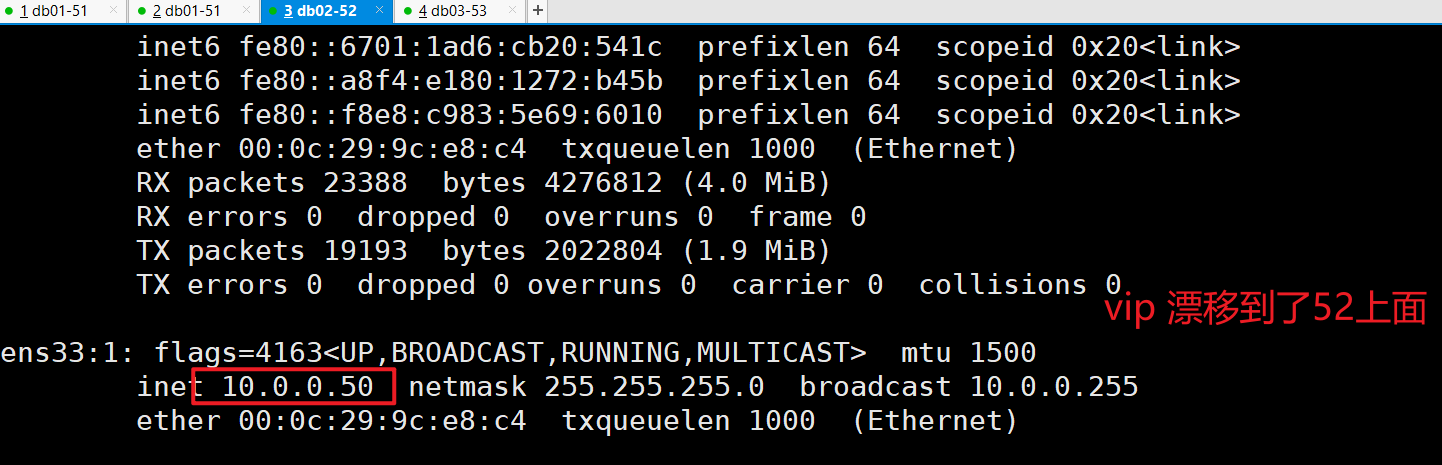 1 db01-51 × 2 db01-51 × 3 db02-52 × 4 db03-53 × +
inet6 fe80::6701:1ad6:cb20:541c  prefixlen 64  scopeid 0x20<link>
inet6 fe80::a8f4:e180:1272:b45b  prefixlen 64  scopeid 0x20<link>
inet6 fe80::f8e8:c983:5e69:6010  prefixlen 64  scopeid 0x20<link>
ether 00:0c:29:9c:e8:c4  txqueuelen 1000  (Ethernet)
RX packets 23388  bytes 4276812 (4.0 MiB)
RX errors 0  dropped 0  overruns 0  frame 0
TX packets 19193  bytes 2022804 (1.9 MiB)
TX errors 0  dropped 0 overruns 0  carrier 0  collisions 0
vip 漂移到了52上面
ens33:1: flags=4163<UP,BROADCAST,RUNNING,MULTICAST>  mtu 1500
inet 10.0.0.50  netmask 255.255.255.0  broadcast 10.0.0.255
ether 00:0c:29:9c:e8:c4  txqueuelen 1000  (Ethernet)